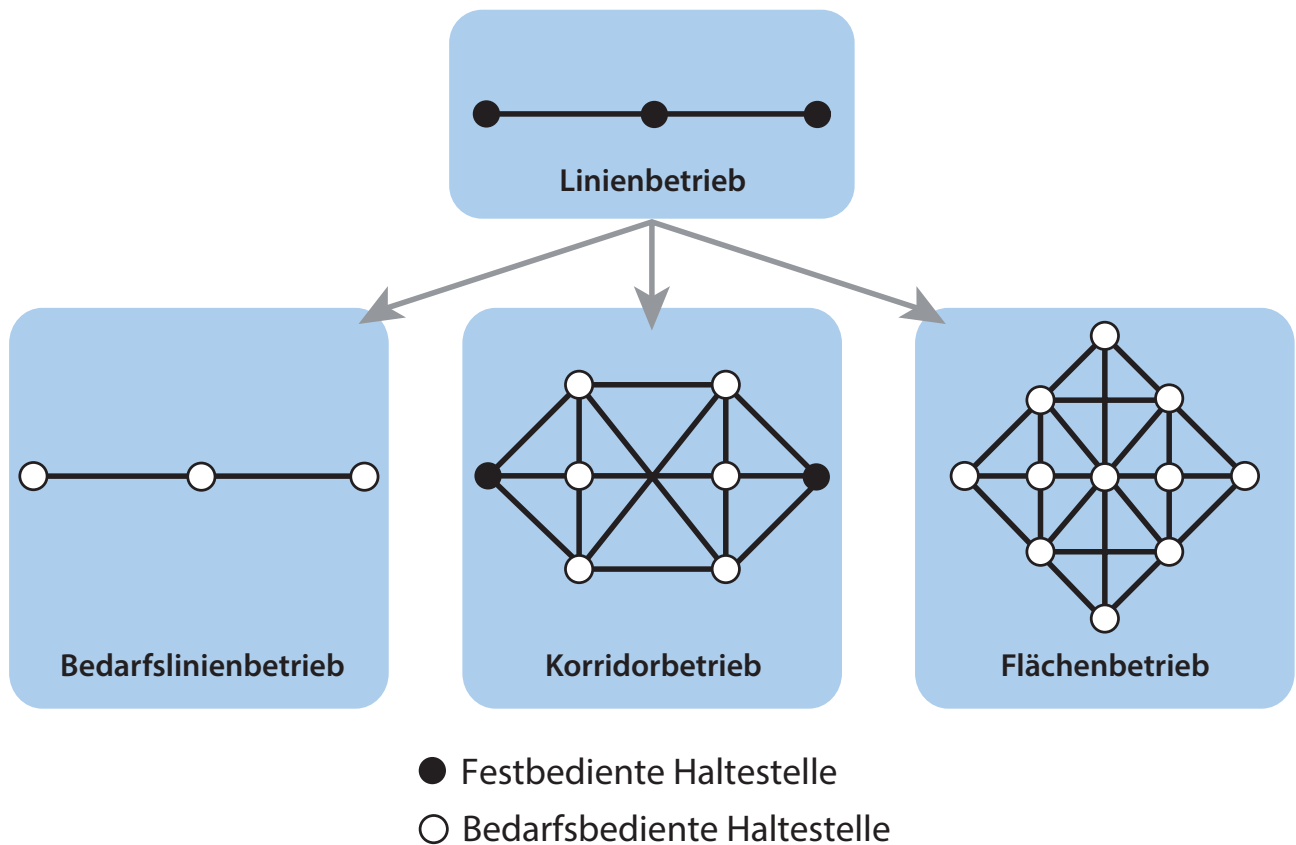 Linienbetrieb
Bedarfslinienbetrieb
Korridorbetrieb
Flächenbetrieb
Festbediente Haltestelle
Bedarfsbediente Haltestelle